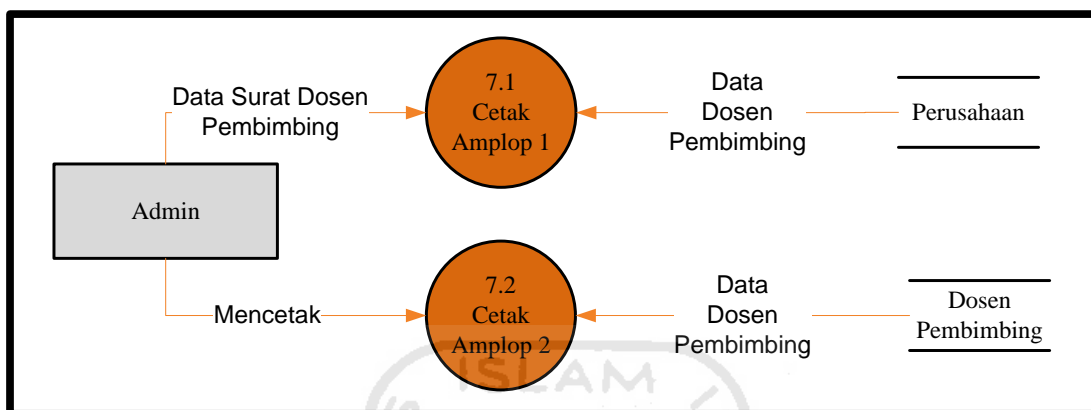 Data Surat Dosen
Pembimbing
7.1
Cetak
Amplop 1
Data
Dosen
Pembimbing
Perusahaan
Admin
Mencetak
7.2
Cetak
Amplop 2
Data
Dosen
Pembimbing
Dosen
Pembimbing
ISLAM